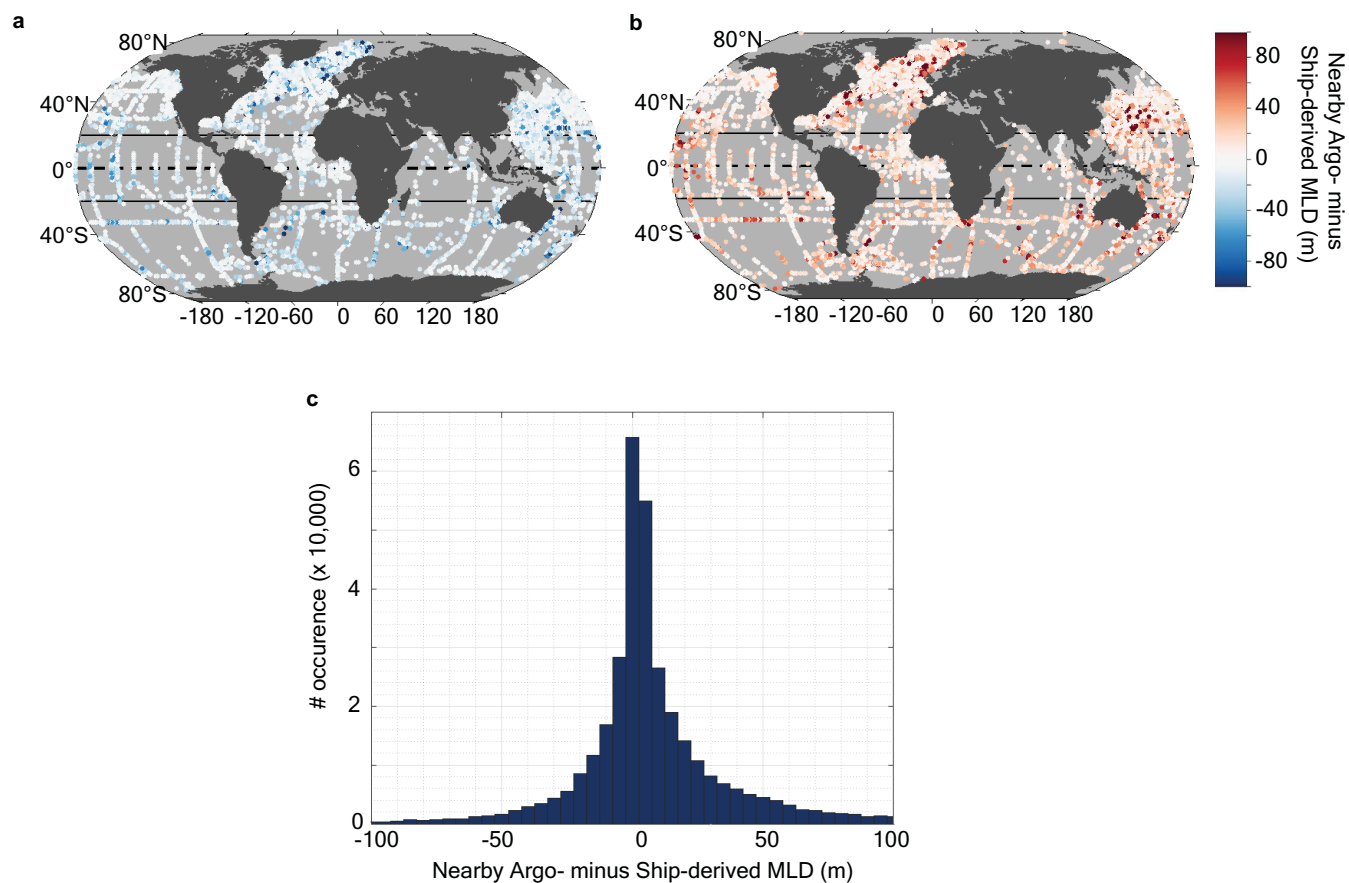 a
80°N
40°N
0°
40°S
80°S
-180 -120 -60 0 60 120 180
b
80°N
40°N
0°
40°S
80°S
-180 -120 -60 0 60 120 180
80
40
0
-40
-80
Nearby Argo- minus
Ship-derived MLD (m)
c
# occurence (x 10,000)
6
4
2
0
-100 -50 0 50 100
Nearby Argo- minus Ship-derived MLD (m)